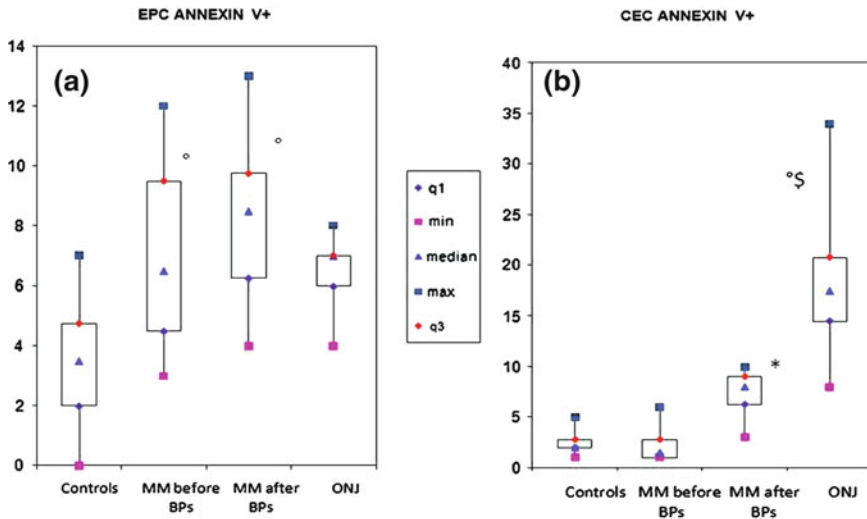 EPC ANNEXIN V+
CEC ANNEXIN V+
(a)
14
12
10
8
6
4
2
0
Controls
MM before BPs
MM after BPs
ONJ
°
°
q1
min
median
max
q3
(b)
40
35
30
25
20
15
10
5
0
Controls
MM before BPs
MM after BPs
ONJ
*
°$